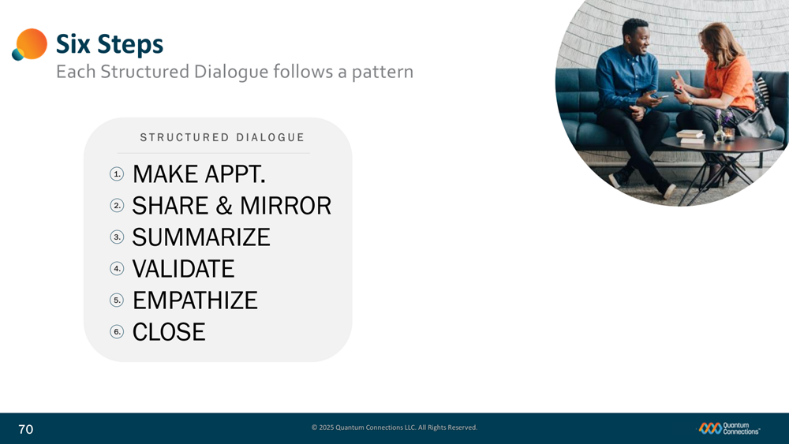 Six Steps
Each Structured Dialogue follows a pattern
STRUCTURED DIALOGUE
1. MAKE APPT.
2. SHARE & MIRROR
3. SUMMARIZE
4. VALIDATE
5. EMPATHIZE
6. CLOSE
70
© 2025 Quantum Connections LLC. All Rights Reserved.
Quantum
Connections